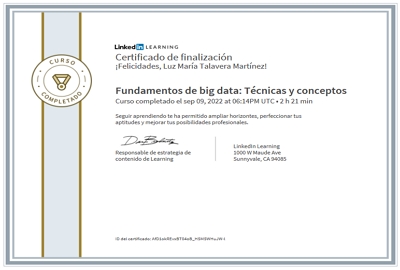 LinkedIn LEARNING
Certificado de finalización
¡Felicidades, Luz María Talavera Martínez!
CURSO
COMPLETADO
Fundamentos de big data: Técnicas y conceptos
Curso completado el sep 09, 2022 at 06:14PM UTC • 2 h 21 min
Seguir aprendiendo te ha permitido ampliar horizontes, perfeccionar tus
aptitudes y mejorar tus posibilidades profesionales.
Responsable de estrategia de
contenido de Learning
LinkedIn Learning
1000 W Maude Ave
Sunnyvale, CA 94085
ID del certificado: